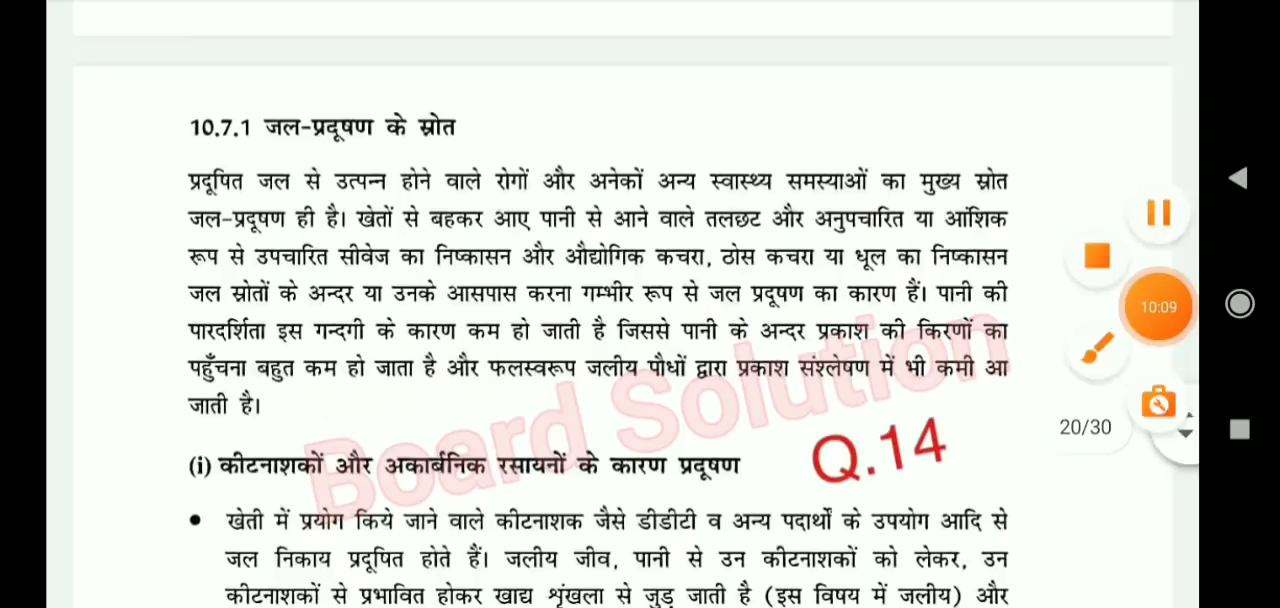 10.7.1 जल-प्रदूषण के स्रोत
प्रदूषित जल से उत्पन्न होने वाले रोगों और अनेकों अन्य स्वास्थ्य समस्याओं का मुख्य स्रोत
जल-प्रदूषण ही है। खेतों से बहकर आए पानी से आने वाले तलछट और अनुपचारित या आंशिक
रूप से उपचारित सीवेज का निष्कासन और औद्योगिक कचरा, ठोस कचरा या धूल का निष्कासन
जल स्रोतों के अन्दर या उनके आसपास करना गम्भीर रूप से जल प्रदूषण का कारण हैं। पानी की
पारदर्शिता इस गन्दगी के कारण कम हो जाती है जिससे पानी के अन्दर प्रकाश की किरणों का
पहुँचना बहुत कम हो जाता है और फलस्वरूप जलीय पौधों द्वारा प्रकाश संश्लेषण में भी कमी आ
जाती है।
Board Solution
Q.14
(i) कीटनाशकों और अकार्बनिक रसायनों के कारण प्रदूषण
• खेती में प्रयोग किये जाने वाले कीटनाशक जैसे डीडीटी व अन्य पदार्थों के उपयोग आदि से
जल निकाय प्रदूषित होते हैं। जलीय जीव, पानी से उन कीटनाशकों को लेकर, उन
कीटनाशकों से प्रभावित होकर खाद्य शृंखला से जुड़ जाती है (इस विषय में जलीय) और
10:09
20/30